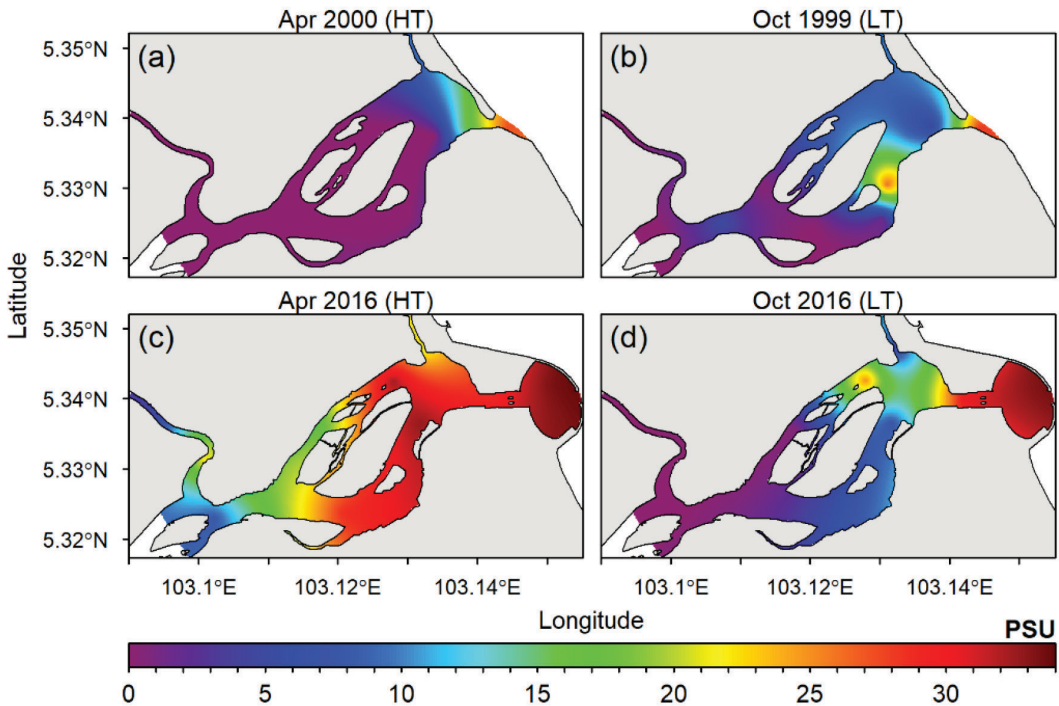 Apr 2000 (HT)
Oct 1999 (LT)
5.35°N
5.34°N
5.33°N
5.32°N
(a)
(b)
Apr 2016 (HT)
Oct 2016 (LT)
5.35°N
5.34°N
5.33°N
5.32°N
(c)
(d)
Latitude
103.1°E
103.12°E
103.14°E
103.1°E
103.12°E
103.14°E
Longitude
PSU
0 5 10 15 20 25 30